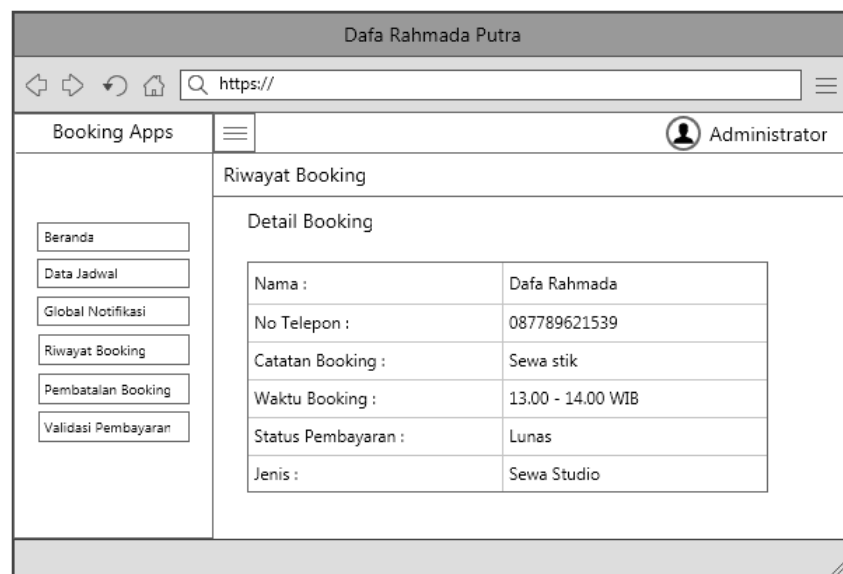 Dafa Rahmada Putra
https://
Booking Apps
Administrator
Riwayat Booking
Detail Booking
Beranda
Data Jadwal
Global Notifikasi
Riwayat Booking
Pembatalan Booking
Validasi Pembayaran
Nama : Dafa Rahmada
No Telepon : 087789621539
Catatan Booking : Sewa stik
Waktu Booking : 13.00 - 14.00 WIB
Status Pembayaran : Lunas
Jenis : Sewa Studio